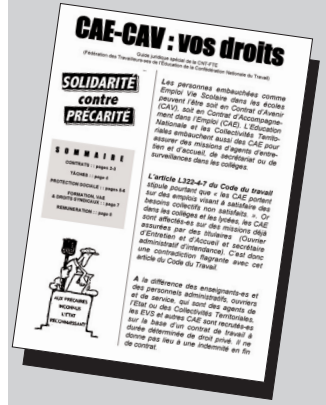 CAE-CAV : vos droits
Guide juridique spécial de la CNT-FTE
(Fédération des Travailleurs-ses de l'Education de la Confédération Nationale du Travail)
SOLIDARITÉ
contre
PRÉCARITÉ
SOMMAIRE
CONTRATS ::: pages 2-3
TÂCHES ::: page 4
PROTECTION SOCIALE ::: pages 5-6
FORMATION, VAE
& DROITS SYNDICAUX ::: page 7
REMUNERATION ::: page 8
AUX PRECAIRES
INCONNUS
L'ETAT
RECONNAISSANT
Les personnes embauchées comme
Emploi Vie Scolaire dans les écoles
peuvent l'être soit en Contrat d'Avenir
(CAV), soit en Contrat d'Accompagne-
ment dans l'Emploi (CAE). L'Éducation
Nationale et les Collectivités Territo-
riales embauchent aussi des CAE pour
assurer des missions d'agents d'entre-
tien et d'accueil, de secrétariat ou de
surveillances dans les collèges.
L'article L322-4-7 du Code du travail
stipule pourtant que « les CAE portent
sur des emplois visant à satisfaire des
besoins collectifs non satisfaits. ». Or
dans les collèges et les lycées, les CAE
sont affectés-es sur des missions déjà
assurées par des titulaires (Ouvrier
d'Entretien et d'Accueil et secrétaire
administratif d'intendance). C'est donc
une contradiction flagrante avec cet
article du Code du Travail.
A la différence des enseignants-es et
des personnels administratifs, ouvriers
et de service, qui sont des agents de
l'Etat ou des Collectivités Territoriales,
les EVS et autres CAE sont recrutés-es
sur la base d'un contrat de travail à
durée déterminée de droit privé. Il ne
donne pas lieu à une indemnité en fin
de contrat.